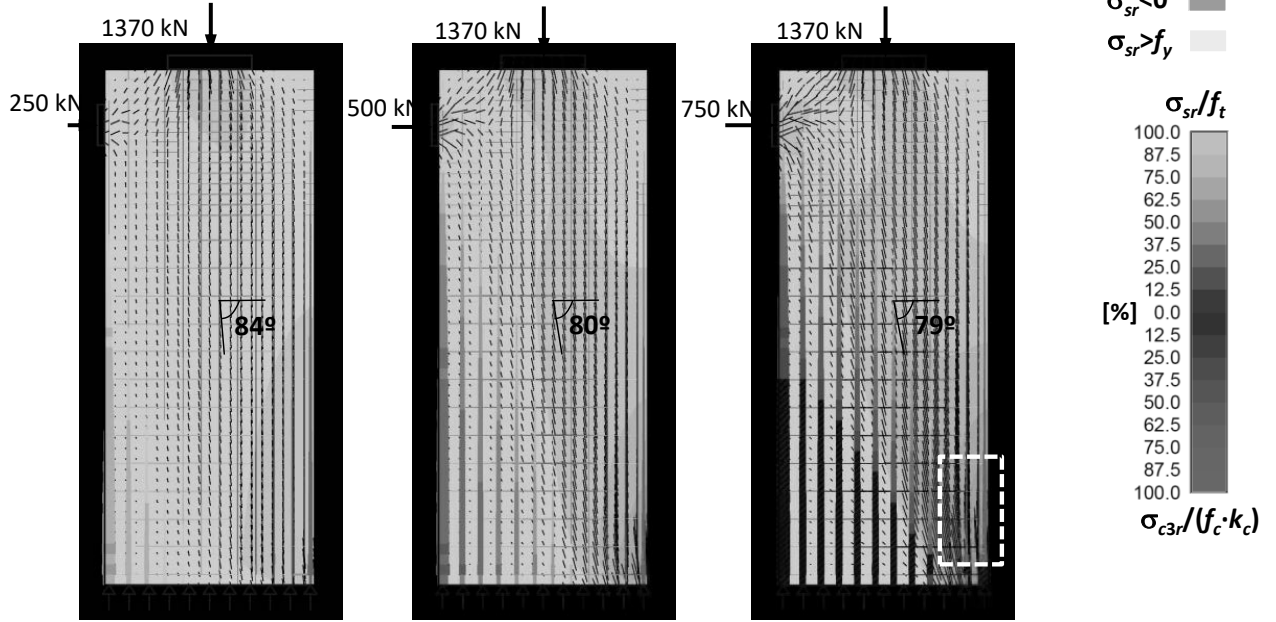 1370 kN
1370 kN
1370 kN
250 kN
500 kN
750 kN
84º
80º
79º
σsr<0
σsr>fy
σsr/ft
100.0
87.5
75.0
62.5
50.0
37.5
25.0
12.5
[%] 0.0
12.5
25.0
37.5
50.0
62.5
75.0
87.5
100.0
σc3r/(fc·kc)